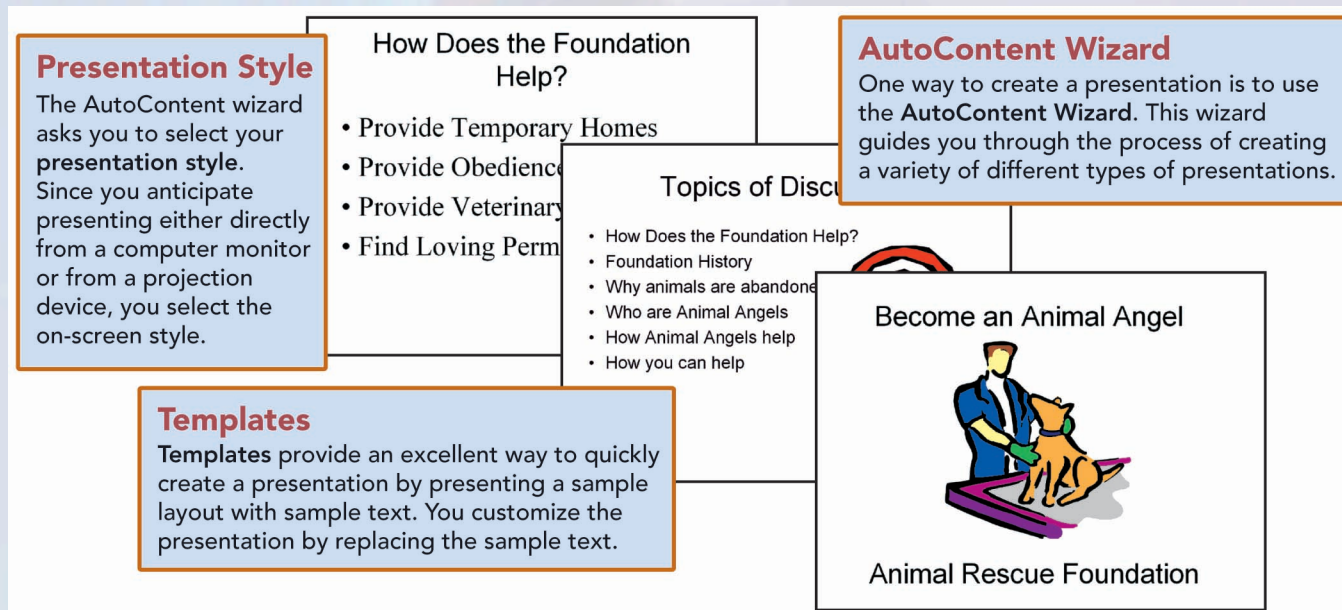 Presentation Style
The AutoContent wizard
asks you to select your
presentation style.
Since you anticipate
presenting either directly
from a computer monitor
or from a projection
device, you select the
on-screen style.
How Does the Foundation
Help?
• Provide Temporary Homes
• Provide Obedience
• Provide Veterinary
• Find Loving
AutoContent Wizard
One way to create a presentation is to use
the AutoContent Wizard. This wizard
guides you through the process of creating
a variety of different types of presentations.
Topics of
• How Does the Foundation Help?
• Foundation History
• Why animals are
• Who are Animal Angels
• How Animal Angels help
• How you can help
Templates
Templates provide an excellent way to quickly
create a presentation by presenting a sample
layout with sample text. You customize the
presentation by replacing the sample text.
Become an Animal Angel
Animal Rescue Foundation